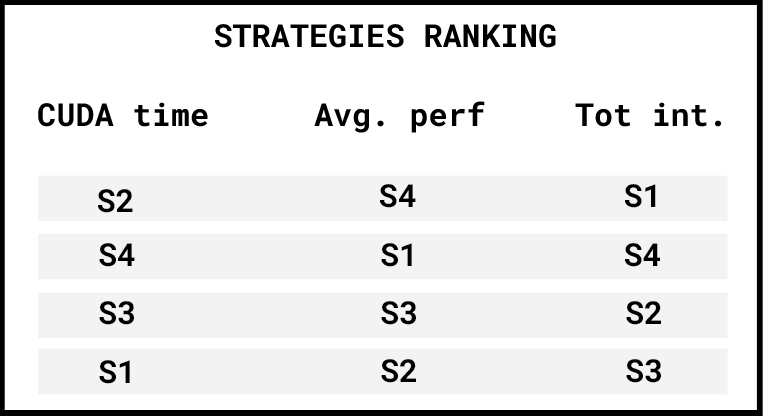 STRATEGIES RANKING
CUDA time Avg. perf Tot int.
S2 S4 S1
S4 S1 S4
S3 S3 S2
S1 S2 S3